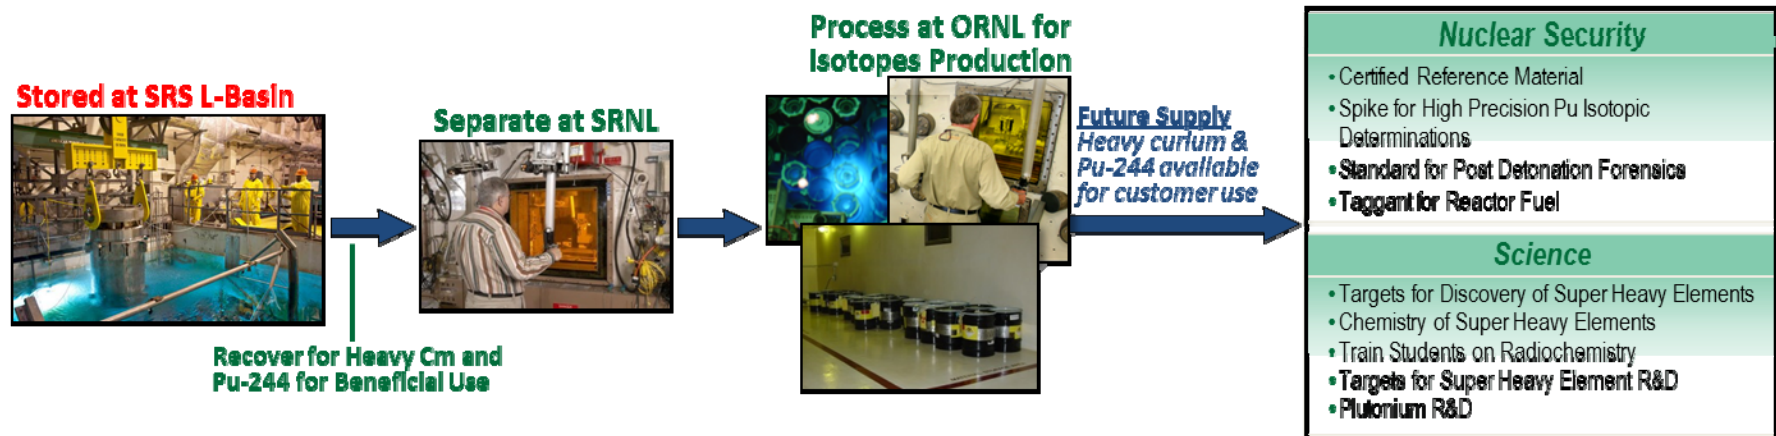 Stored at SRS L-Basin
Recover for Heavy Cm and
Pu-244 for Beneficial Use
Separate at SRNL
Process at ORNL for
Isotopes Production
Future Supply
Heavy curium &
Pu-244 available
for customer use
Nuclear Security
• Certified Reference Material
• Spike for High Precision Pu Isotopic
Determinations
• Standard for Post Detonation Forensics
• Taggant for Reactor Fuel
Science
• Targets for Discovery of Super Heavy Elements
• Chemistry of Super Heavy Elements
• Train Students on Radiochemistry
• Targets for Super Heavy Element R&D
• Plutonium R&D